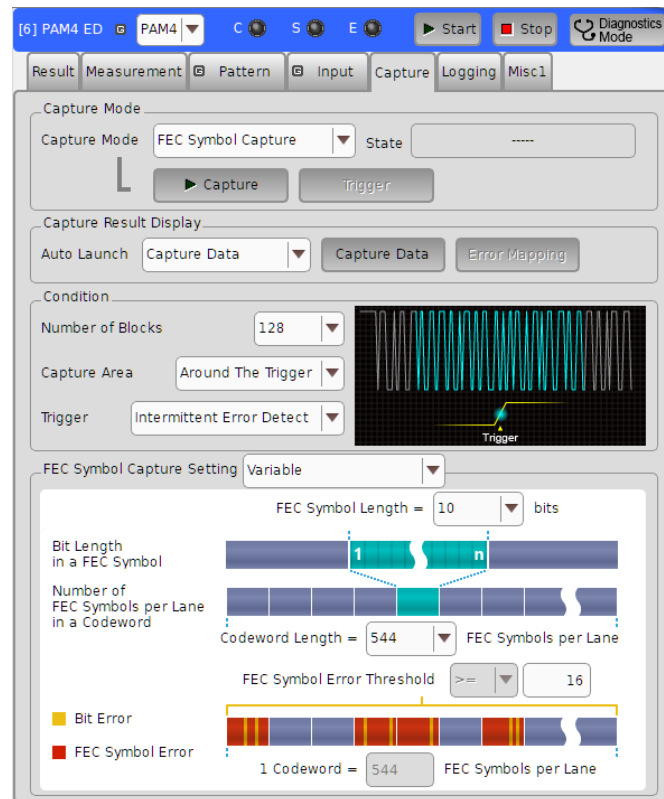 [6] PAM4 ED G PAM4 C S E Start Stop Diagnostics Mode
Result Measurement G Pattern G Input Capture Logging Misc1
Capture Mode
Capture Mode FEC Symbol Capture State -----
Capture Trigger
Capture Result Display
Auto Launch Capture Data Capture Data Error Mapping
Condition
Number of Blocks 128
Capture Area Around The Trigger
Trigger Intermittent Error Detect
Trigger
FEC Symbol Capture Setting Variable
FEC Symbol Length = 10 bits
Bit Length
in a FEC Symbol
1 n
Number of
FEC Symbols per Lane
in a Codeword
Codeword Length = 544 FEC Symbols per Lane
FEC Symbol Error Threshold >= 16
Bit Error
FEC Symbol Error
1 Codeword = 544 FEC Symbols per Lane